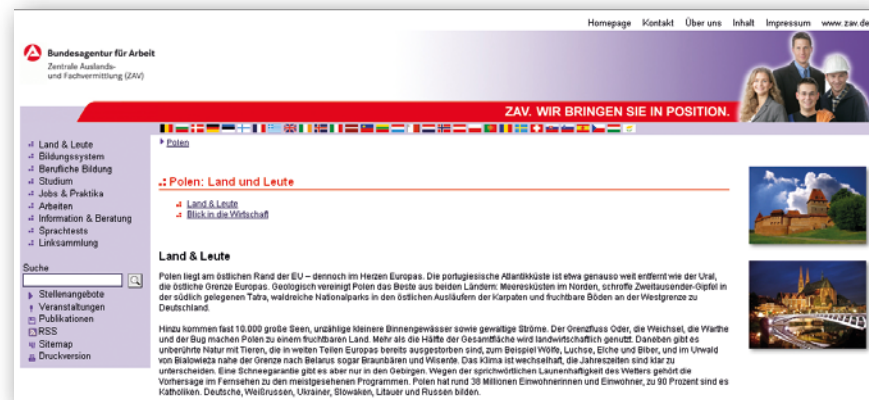 Homepage Kontakt Über uns Inhalt Impressum www.zav.de
Bundesagentur für Arbeit
Zentrale Auslands-
und Fachvermittlung (ZAV)
ZAV. WIR BRINGEN SIE IN POSITION.
Land & Leute
Bildungssystem
Berufliche Bildung
Studium
Jobs & Praktika
Arbeiten
Information & Beratung
Sprachtests
Linksammlung
Suche
Stellenangebote
Veranstaltungen
Publikationen
RSS
Sitemap
Druckversion
Polen
.: Polen: Land und Leute
Land & Leute
Blick in die Wirtschaft
Land & Leute
Polen liegt am östlichen Rand der EU – dennoch im Herzen Europas. Die portugiesische Atlantikküste ist etwa genauso weit entfernt wie der Ural,
die östliche Grenze Europas. Geologisch vereinigt Polen das Beste aus beiden Ländern: Meeresküsten im Norden, schroffe Zweitausender-Gipfel in
der südlich gelegenen Tatra, waldreiche Nationalparks in den östlichen Ausläufern der Karpaten und fruchtbare Böden an der Westgrenze zu
Deutschland.
Hinzu kommen fast 10.000 große Seen, unzählige kleinere Binnengewässer sowie gewaltige Ströme. Der Grenzfluss Oder, die Weichsel, die Warthe
und der Bug machen Polen zu einem fruchtbaren Land. Mehr als die Hälfte der Gesamtfläche wird landwirtschaftlich genutzt. Daneben gibt es
unberührte Natur mit Tieren, die in weiten Teilen Europas bereits ausgestorben sind, zum Beispiel Wölfe, Luchse, Elche und Biber, und im Urwald
von Bialowieza nahe der Grenze nach Belarus sogar Braunbären und Wisente. Das Klima ist wechselhaft, die Jahreszeiten sind klar zu
unterscheiden. Eine Schneegarantie gibt es aber nur in den Gebirgen. Wegen der sprichwörtlichen Launenhaftigkeit des Wetters gehört die
Vorhersage im Fernsehen zu den meistgesehenen Programmen. Polen hat rund 38 Millionen Einwohnerinnen und Einwohner, zu 90 Prozent sind es
Katholiken. Deutsche, Weißrussen, Ukrainer, Slowaken, Litauer und Russen bilden.